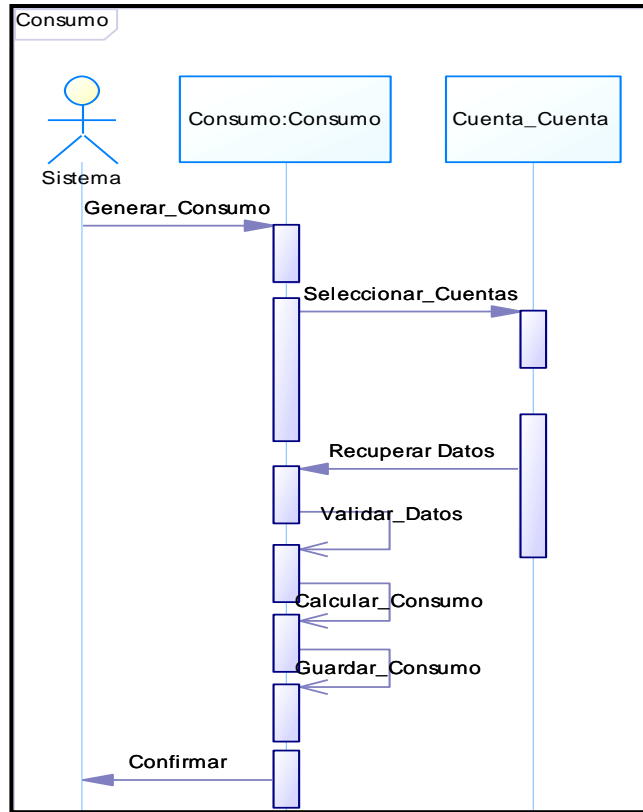 Consumo
Consumo:Consumo
Cuenta_Cuenta
Sistema
Generar_Consumo
Seleccionar_Cuentas
Recuperar Datos
Validar_Datos
Calcular_Consumo
Guardar_Consumo
Confirmar